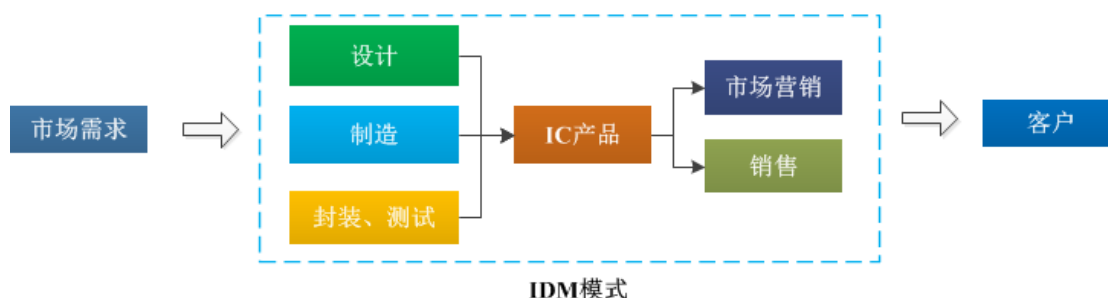 市场需求
设计
制造
封装、测试
IC产品
市场营销
销售
客户
IDM模式